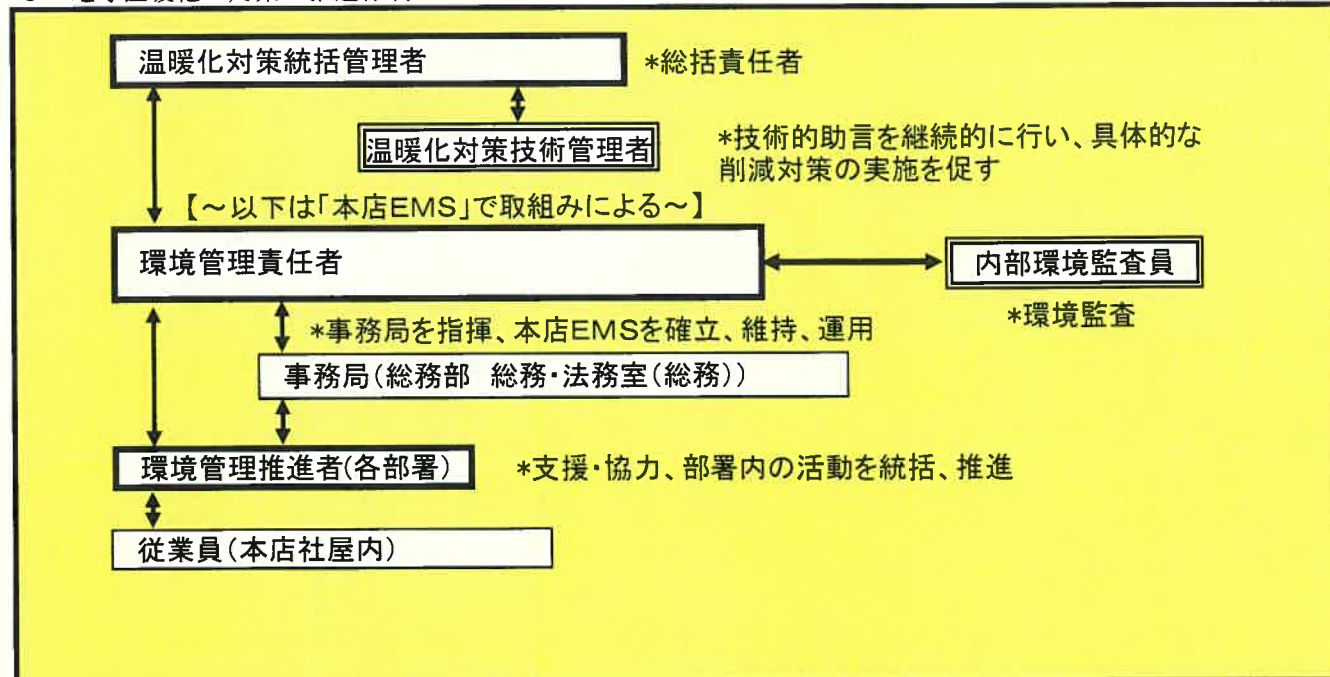 温暖化対策統括管理者 *総括責任者
温暖化対策技術管理者 *技術的助言を継続的に行い、具体的な
削減対策の実施を促す
【~以下は「本店EMS」で取組みによる~】
環境管理責任者
内部環境監査員
*環境監査
*事務局を指揮、本店EMSを確立、維持、運用
事務局(総務部 総務・法務室(総務))
環境管理推進者(各部署) *支援・協力、部署内の活動を統括、推進
従業員(本店社屋内)